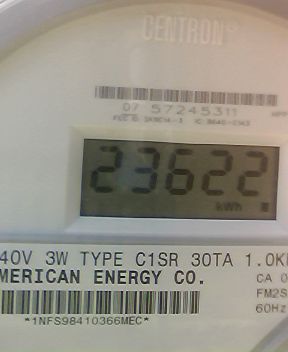 CENTRON®
07 57245311
23622
kWh
40V 3W TYPE C1SR 30TA 1.0K
MERICAN ENERGY CO.
CA 0
FM2S
60Hz
*1NFS98410366MEC*